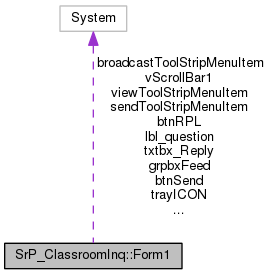 System
broadcastToolStripMenuItem
vScrollBar1
viewToolStripMenuItem
sendToolStripMenuItem
btnRPL
lbl_question
txtbx_Reply
grpbxFeed
btnSend
trayICON
...
SrP_ClassroomInq::Form1